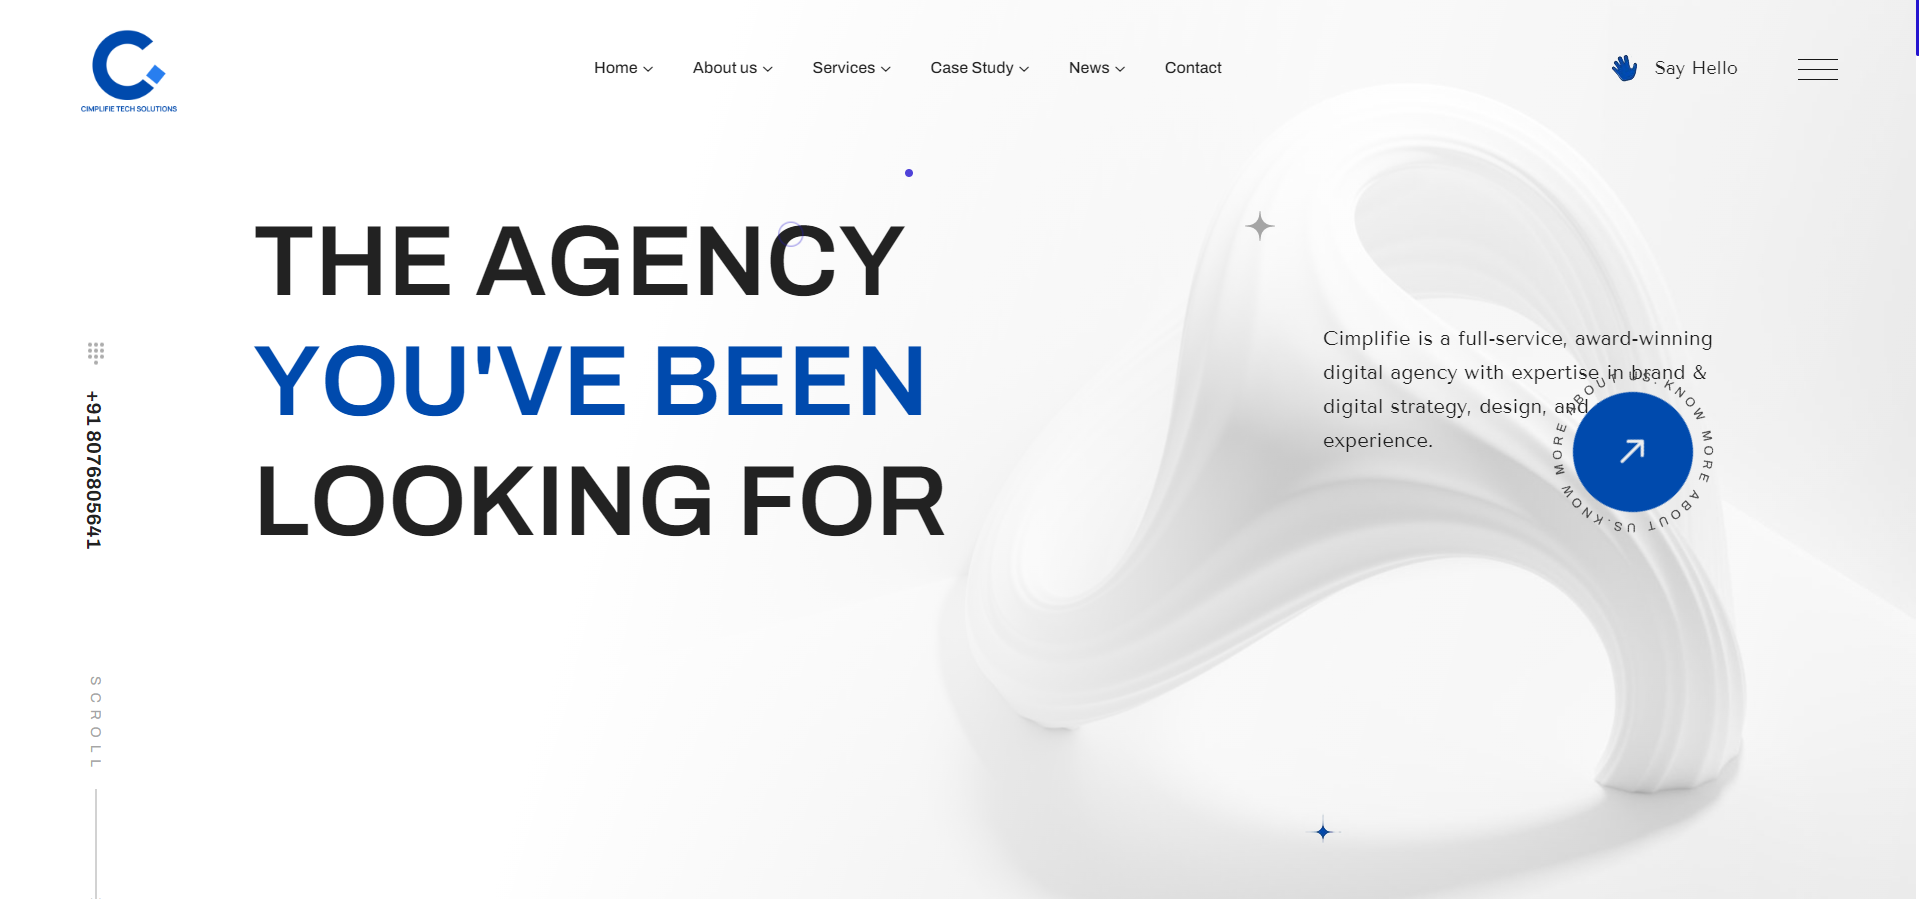 CIMPLIFIE TECH SOLUTIONS
Home
About us
Services
Case Study
News
Contact
Say Hello
THE AGENCY
YOU'VE BEEN
LOOKING FOR
Cimplifie is a full-service, award-winning
digital agency with expertise in brand &
digital strategy, design, and
experience.
KNOW MORE ABOUT US.KNOW MORE ABOUT US.
+91 8076805641
SCROLL